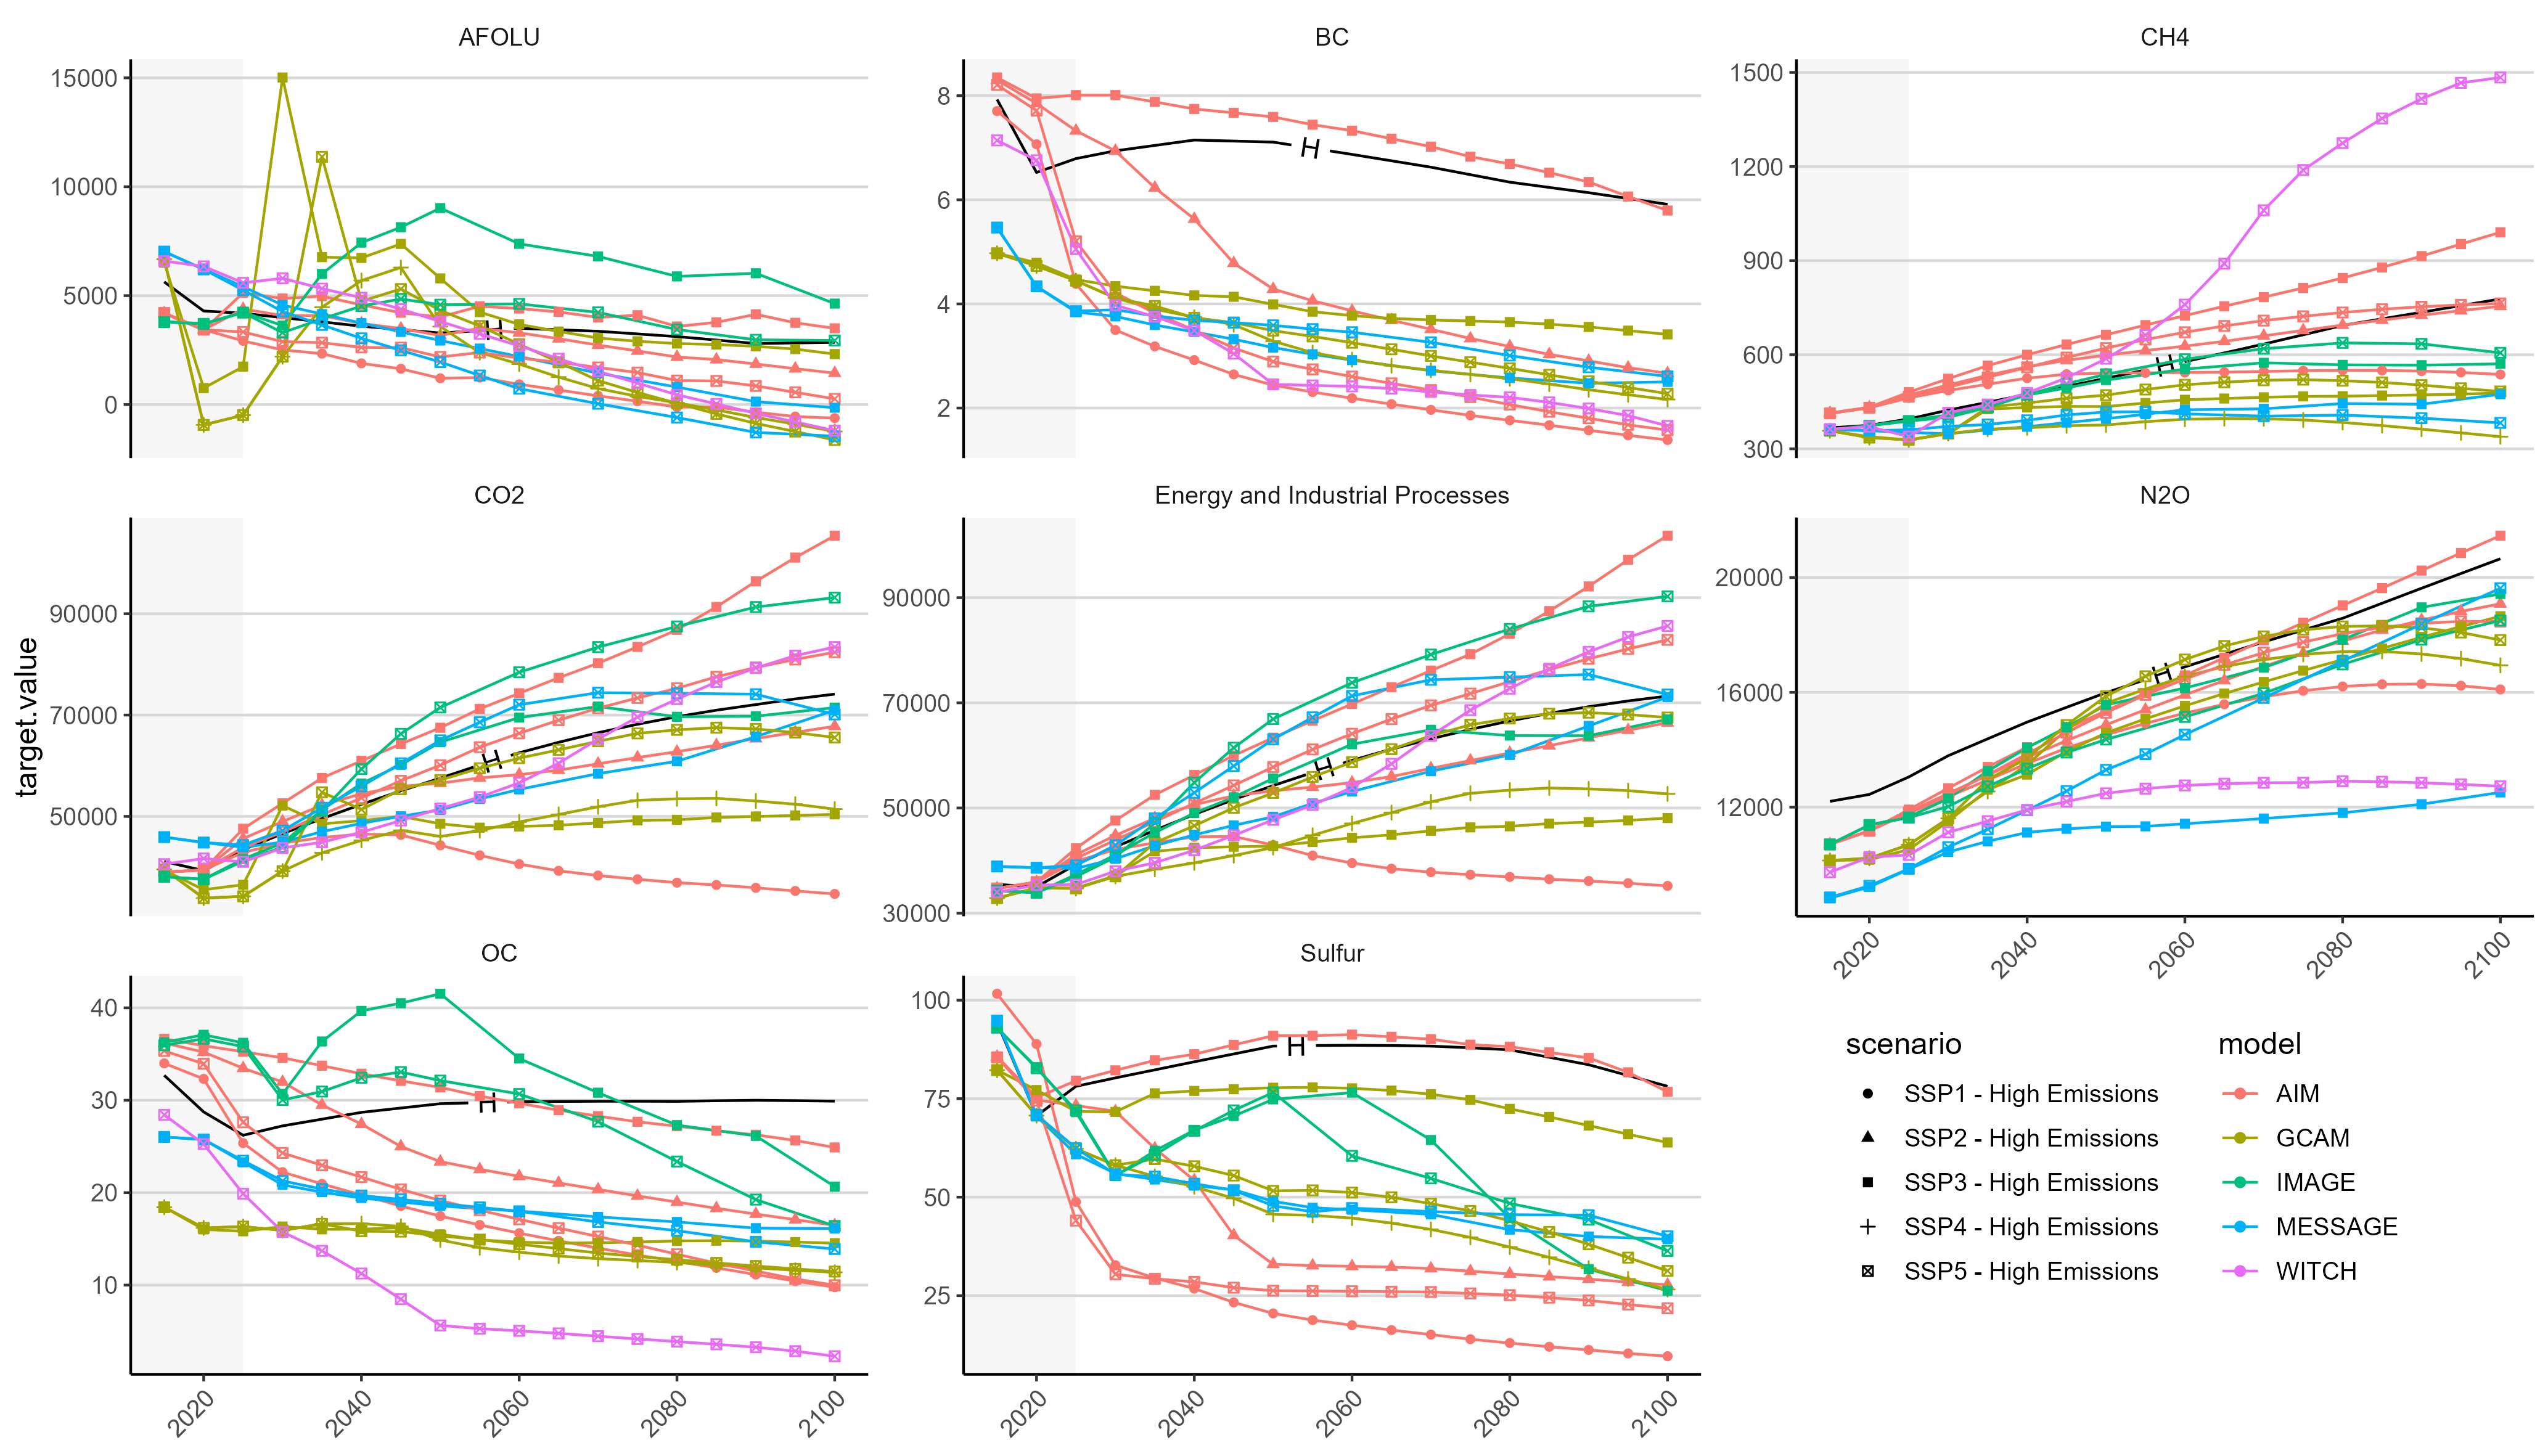 AFOLU
BC
CH4
15000
10000
5000
0
8
6
4
2
1500
1200
900
600
300
H
H
H
CO2
Energy and Industrial Processes
N2O
target.value
90000
70000
50000
90000
70000
50000
30000
20000
16000
12000
H
H
H
2020
2040
2060
2080
2100
OC
Sulfur
40
30
20
10
100
75
50
25
H
H
2020
2040
2060
2080
2100
2020
2040
2060
2080
2100
scenario
SSP1 - High Emissions
SSP2 - High Emissions
SSP3 - High Emissions
SSP4 - High Emissions
SSP5 - High Emissions
model
AIM
GCAM
IMAGE
MESSAGE
WITCH